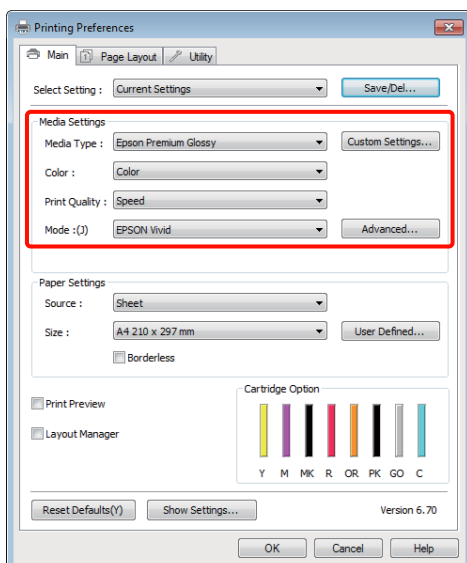 Printing Preferences
Main Page Layout Utility
Select Setting : Current Settings Save/Del...
Media Settings
Media Type : Epson Premium Glossy Custom Settings...
Color : Color
Print Quality : Speed
Mode :(J) EPSON Vivid Advanced...
Paper Settings
Source : Sheet
Size : A4 210 x 297 mm User Defined...
Borderless
Cartridge Option
Print Preview
Layout Manager
Y M MK R OR PK GO C
Reset Defaults(Y) Show Settings... Version 6.70
OK Cancel Help